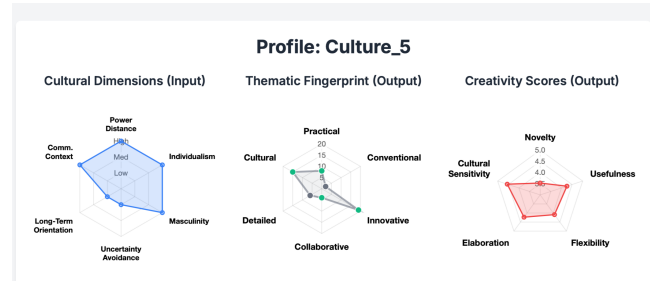 Profile: Culture_5
Cultural Dimensions (Input)
Power
Distance
High
Med
Low
Individualism
Masculinity
Uncertainty
Avoidance
Long-Term
Orientation
Comm.
Context
Thematic Fingerprint (Output)
Practical
20
15
10
5
Conventional
Innovative
Collaborative
Detailed
Cultural
Creativity Scores (Output)
Novelty
5.0
4.5
4.0
3.5
Usefulness
Flexibility
Elaboration
Cultural
Sensitivity